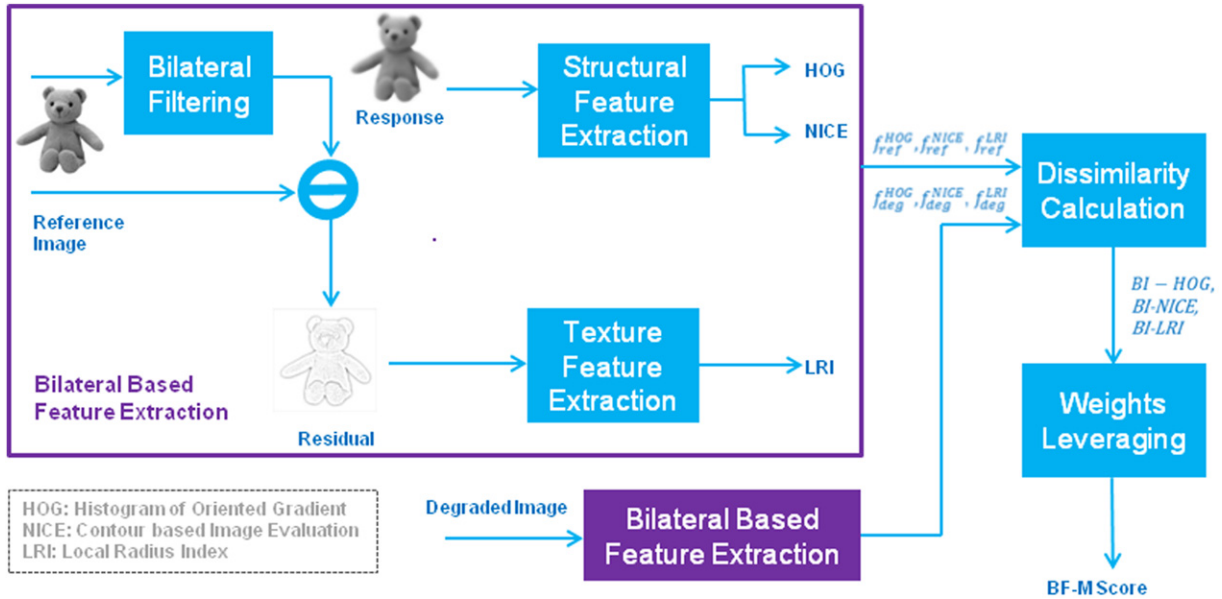 Bilateral
Filtering
Response
Structural
Feature
Extraction
HOG
NICE
Reference
Image
f_ref^HOG, f_ref^NICE, f_ref^LRI
f_deg^HOG, f_deg^NICE, f_deg^LRI
Dissimilarity
Calculation
BI − HOG,
BI-NICE,
BI-LRI
Texture
Feature
Extraction
LRI
Bilateral Based
Feature Extraction
Residual
Weights
Leveraging
HOG: Histogram of Oriented Gradient
NICE: Contour based Image Evaluation
LRI: Local Radius Index
Degraded Image
Bilateral Based
Feature Extraction
BF-M Score